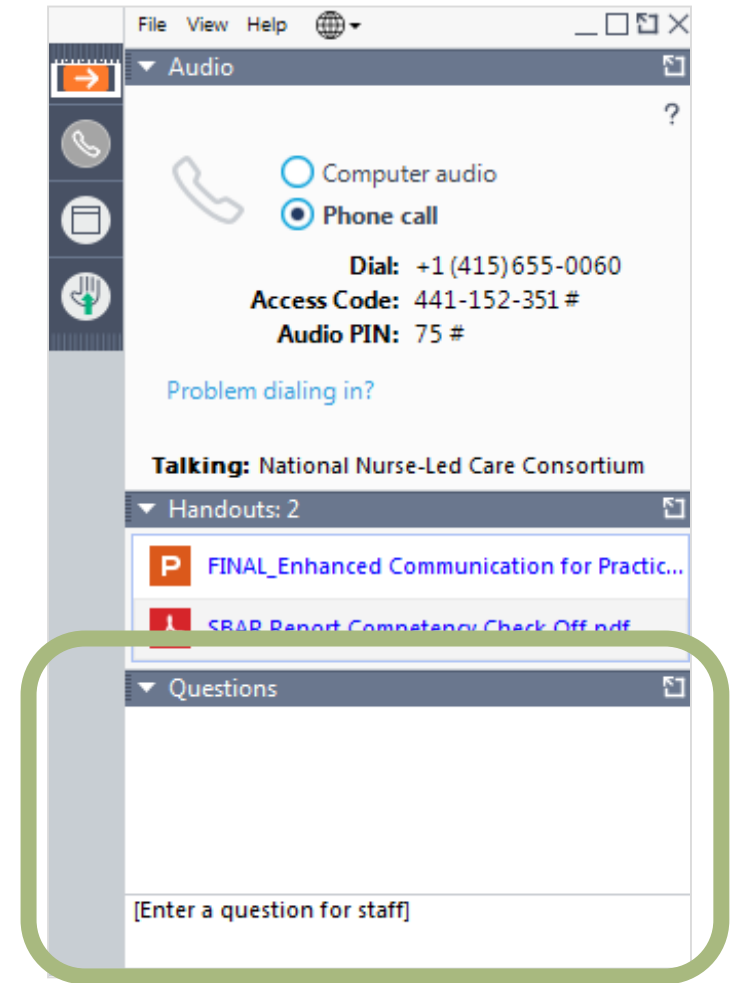 File View Help
Audio
?
Computer audio
Phone call
Dial: +1 (415) 655-0060
Access Code: 441-152-351 #
Audio PIN: 75 #
Problem dialing in?
Talking: National Nurse-Led Care Consortium
Handouts: 2
P FINAL_Enhanced Communication for Practic...
SBAR Report Competency Check Off.pdf
Questions
[Enter a question for staff]